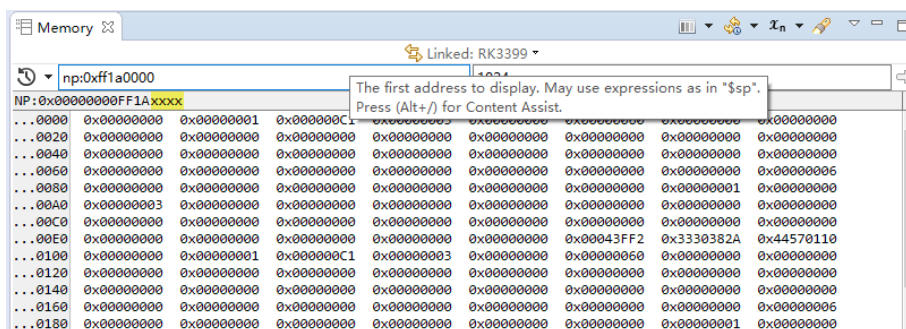 Memory
Linked: RK3399
np:0xff1a0000
The first address to display. May use expressions as in "$sp".
Press (Alt+/) for Content Assist.
NP:0x00000000FF1Axxxx
...0000 0x00000000 0x00000001 0x000000C1 0x00000003 0x00000000 0x00000000 0x00000000 0x00000000
...0020 0x00000000 0x00000000 0x00000000 0x00000000 0x00000000 0x00000000 0x00000000 0x00000000
...0040 0x00000000 0x00000000 0x00000000 0x00000000 0x00000000 0x00000000 0x00000000 0x00000000
...0060 0x00000000 0x00000000 0x00000000 0x00000000 0x00000000 0x00000000 0x00000000 0x00000006
...0080 0x00000000 0x00000000 0x00000000 0x00000000 0x00000000 0x00000000 0x00000001 0x00000000
...00A0 0x00000003 0x00000000 0x00000000 0x00000000 0x00000000 0x00000000 0x00000000 0x00000000
...00C0 0x00000000 0x00000000 0x00000000 0x00000000 0x00000000 0x00000000 0x00000000 0x00000000
...00E0 0x00000000 0x00000000 0x00000000 0x00000000 0x00000000 0x00043FF2 0x3330382A 0x44570110
...0100 0x00000000 0x00000001 0x000000C1 0x00000003 0x00000000 0x00000060 0x00000000 0x00000000
...0120 0x00000000 0x00000000 0x00000000 0x00000000 0x00000000 0x00000000 0x00000000 0x00000000
...0140 0x00000000 0x00000000 0x00000000 0x00000000 0x00000000 0x00000000 0x00000000 0x00000000
...0160 0x00000000 0x00000000 0x00000000 0x00000000 0x00000000 0x00000000 0x00000000 0x00000006
...0180 0x00000000 0x00000000 0x00000000 0x00000000 0x00000000 0x00000000 0x00000001 0x00000000